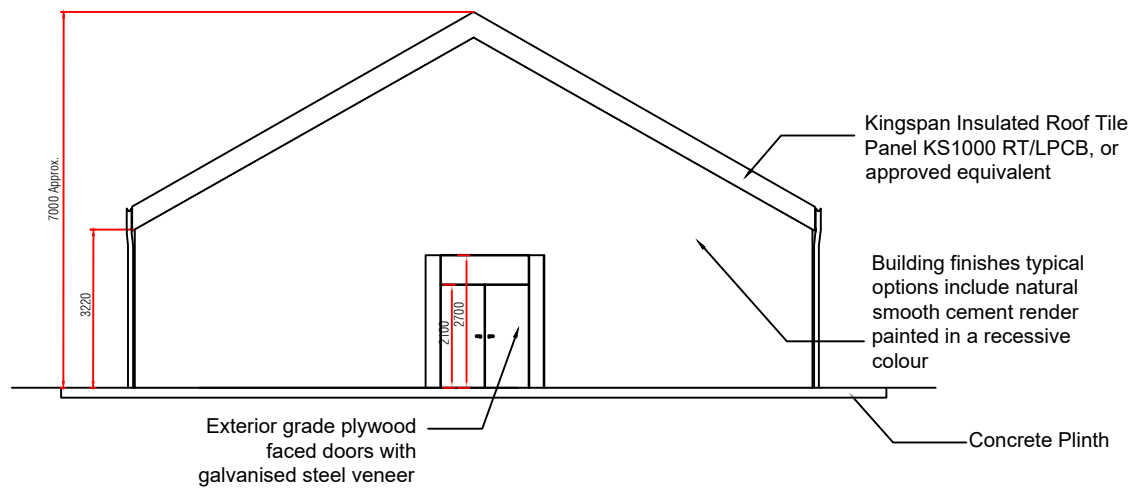 7000 Approx.
3220
2100
2700
Kingspan Insulated Roof Tile
Panel KS1000 RT/LPCB, or
approved equivalent
Building finishes typical
options include natural
smooth cement render
painted in a recessive
colour
Exterior grade plywood
faced doors with
galvanised steel veneer
Concrete Plinth